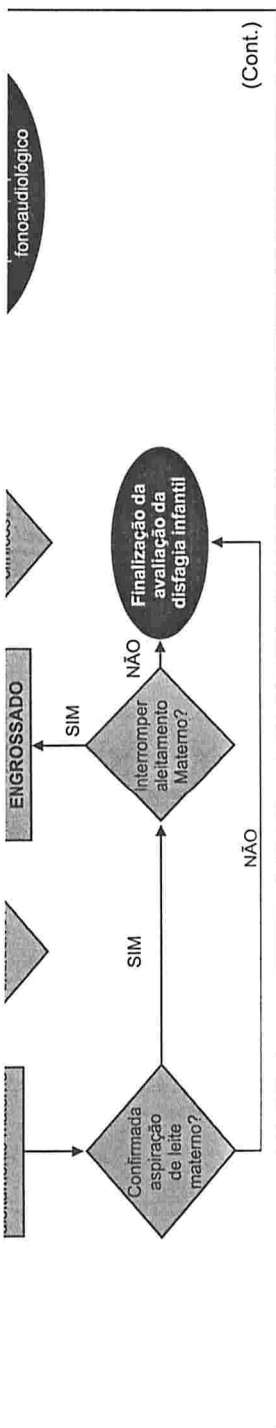 fonoaudiológico
(Cont.)
ENGROSSADO
SIM
Finalização da
avaliação da
disfagia infantil
NÃO
Interromper
aleitamento
Materno?
SIM
Confirmada
aspiração
de leite
materno?
NÃO